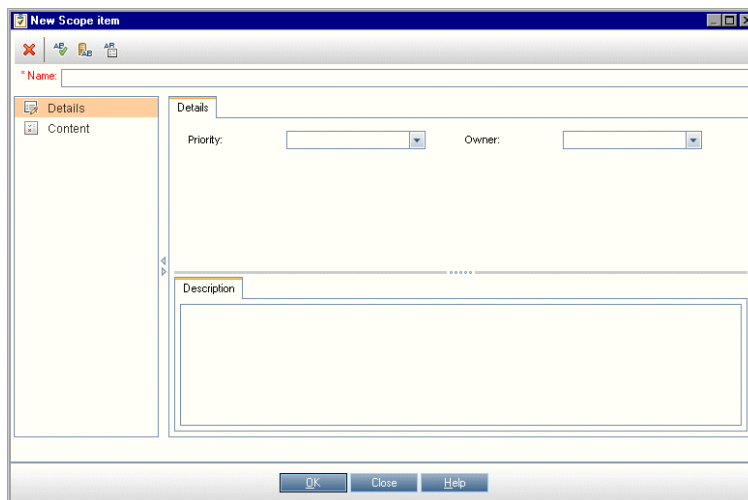 New Scope item
* Name:
Details
Content
Details
Priority:
Owner:
Description
OK
Close
Help